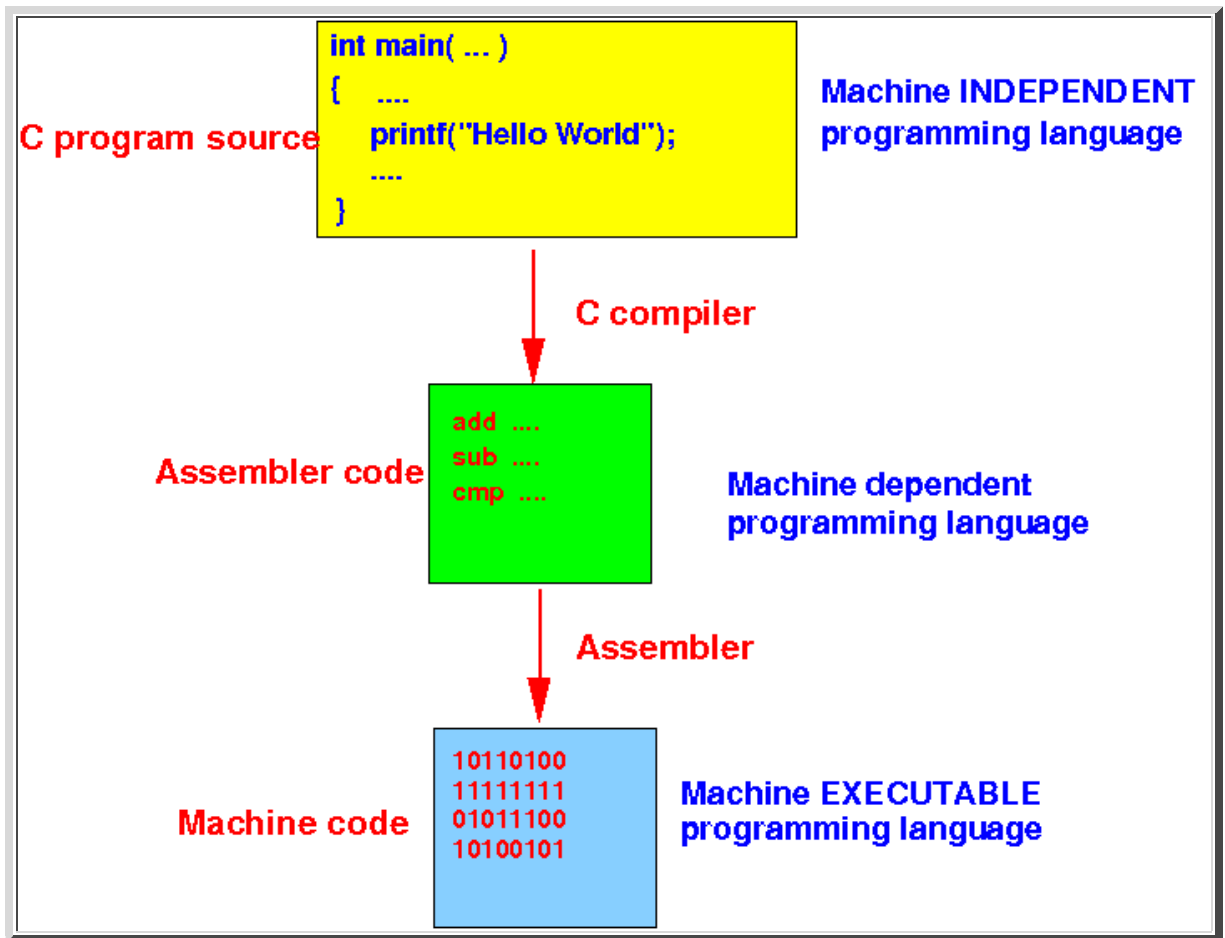 int main( ... )
{ ....
printf("Hello World");
....
}
C program source
Machine INDEPENDENT
programming language
C compiler
add ....
sub ....
cmp ....
Assembler code
Machine dependent
programming language
Assembler
10110100
11111111
01011100
10100101
Machine code
Machine EXECUTABLE
programming language